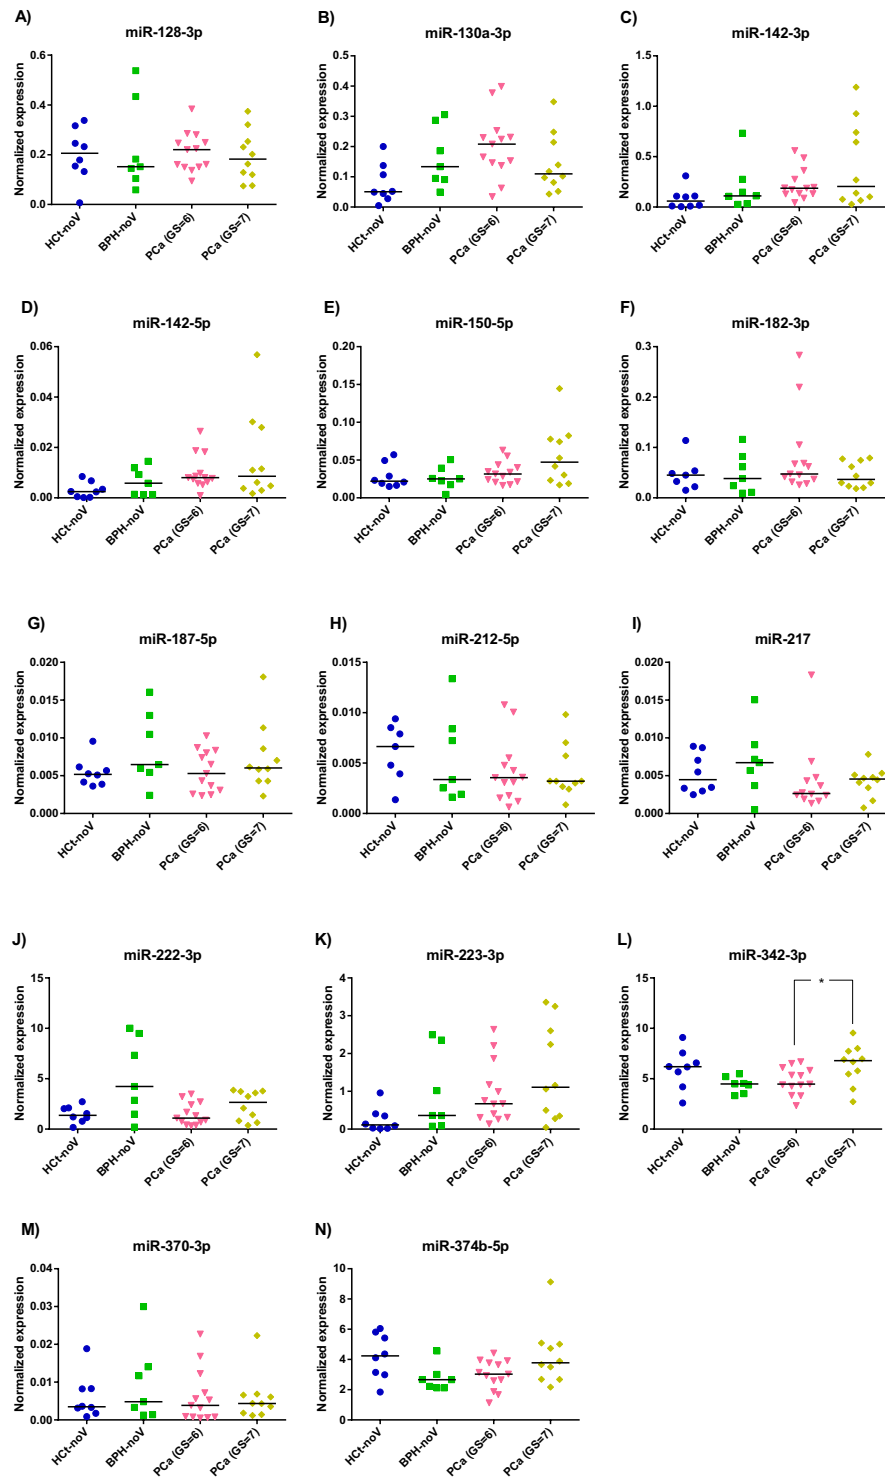 A)
miR-128-3p
Normalized expression
0.6
0.4
0.2
0.0
HCt-noV
BPH-noV
PCa (GS=6)
PCa (GS=7)
B)
miR-130a-3p
Normalized expression
0.5
0.4
0.3
0.2
0.1
0.0
HCt-noV
BPH-noV
PCa (GS=6)
PCa (GS=7)
C)
miR-142-3p
Normalized expression
1.5
1.0
0.5
0.0
HCt-noV
BPH-noV
PCa (GS=6)
PCa (GS=7)
D)
miR-142-5p
Normalized expression
0.06
0.04
0.02
0.00
HCt-noV
BPH-noV
PCa (GS=6)
PCa (GS=7)
E)
miR-150-5p
Normalized expression
0.20
0.15
0.10
0.05
0.00
HCt-noV
BPH-noV
PCa (GS=6)
PCa (GS=7)
F)
miR-182-3p
Normalized expression
0.3
0.2
0.1
0.0
HCt-noV
BPH-noV
PCa (GS=6)
PCa (GS=7)
G)
miR-187-5p
Normalized expression
0.020
0.015
0.010
0.005
0.000
HCt-noV
BPH-noV
PCa (GS=6)
PCa (GS=7)
H)
miR-212-5p
Normalized expression
0.015
0.010
0.005
0.000
HCt-noV
BPH-noV
PCa (GS=6)
PCa (GS=7)
I)
miR-217
Normalized expression
0.020
0.015
0.010
0.005
0.000
HCt-noV
BPH-noV
PCa (GS=6)
PCa (GS=7)
J)
miR-222-3p
Normalized expression
15
10
5
0
HCt-noV
BPH-noV
PCa (GS=6)
PCa (GS=7)
K)
miR-223-3p
Normalized expression
4
3
2
1
0
HCt-noV
BPH-noV
PCa (GS=6)
PCa (GS=7)
L)
miR-342-3p
Normalized expression
15
10
5
0
*
HCt-noV
BPH-noV
PCa (GS=6)
PCa (GS=7)
M)
miR-370-3p
Normalized expression
0.04
0.03
0.02
0.01
0.00
HCt-noV
BPH-noV
PCa (GS=6)
PCa (GS=7)
N)
miR-374b-5p
Normalized expression
10
8
6
4
2
0
HCt-noV
BPH-noV
PCa (GS=6)
PCa (GS=7)